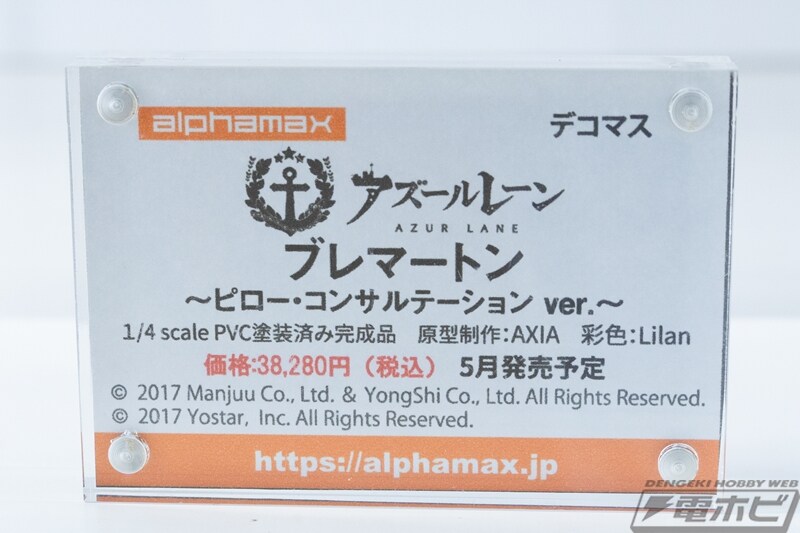 alphamax デコマス
アズールレーン
AZUR LANE
ブレマートン
～ピロー・コンサルテーション ver.～
1/4 scale PVC塗装済み完成品 原型制作：AXIA 彩色：Lilan
価格：38,280円（税込） 5月発売予定
© 2017 Manjuu Co., Ltd. & YongShi Co., Ltd. All Rights Reserved.
© 2017 Yostar, Inc. All Rights Reserved.
https://alphamax.jp
DENGEKI HOBBY WEB
電ホビ